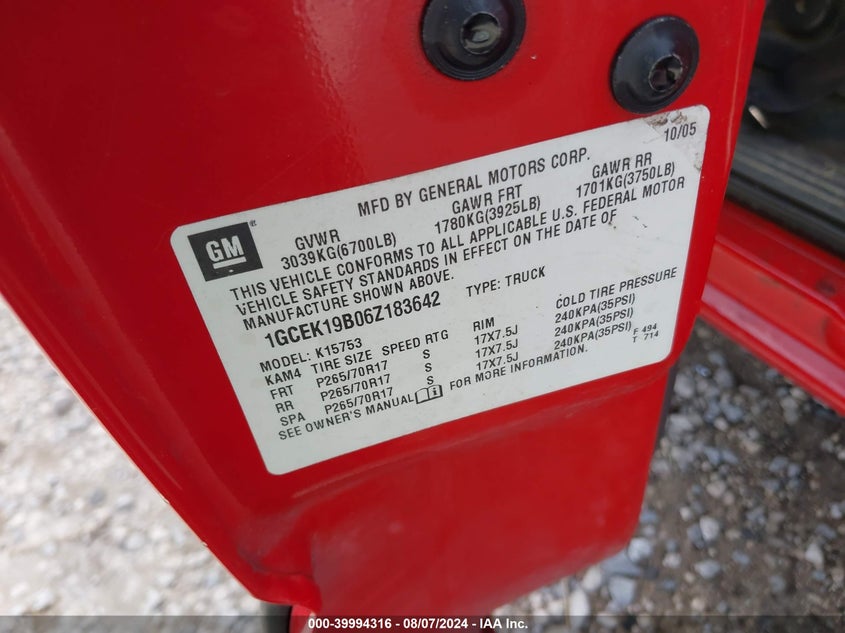 10/05
MFD BY GENERAL MOTORS CORP.
GM
GVWR GAWR FRT GAWR RR
3039KG(6700LB) 1780KG(3925LB) 1701KG(3750LB)
THIS VEHICLE CONFORMS TO ALL APPLICABLE U.S. FEDERAL MOTOR
VEHICLE SAFETY STANDARDS IN EFFECT ON THE DATE OF
MANUFACTURE SHOWN ABOVE.
1GCEK19B06Z183642 TYPE: TRUCK
MODEL: K15753
KAM4 TIRE SIZE SPEED RTG RIM COLD TIRE PRESSURE
FRT P265/70R17 S 17X7.5J 240KPA(35PSI)
RR P265/70R17 S 17X7.5J 240KPA(35PSI)
SPA P265/70R17 S 17X7.5J 240KPA(35PSI)
F 494
T 714
SEE OWNER'S MANUAL FOR MORE INFORMATION.
000-39994316 - 08/07/2024 - IAA Inc.